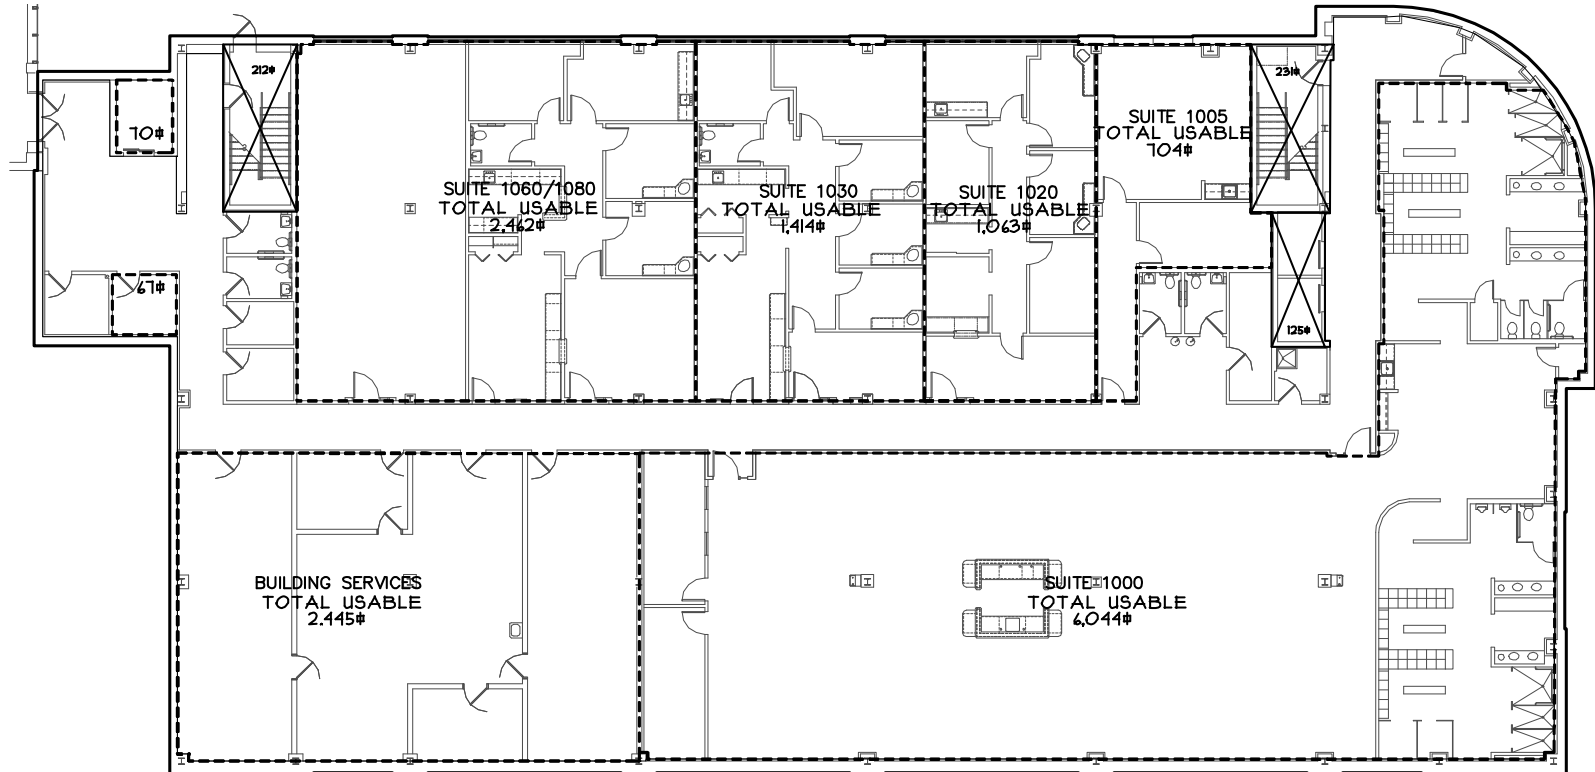 212⌗
231⌗
70⌗
SUITE 1005
TOTAL USABLE
704⌗
SUITE 1060/1080
TOTAL USABLE
2,462⌗
SUITE 1030
TOTAL USABLE
1,414⌗
SUITE 1020
TOTAL USABLE
1,063⌗
67⌗
125⌗
BUILDING SERVICES
TOTAL USABLE
2,445⌗
SUITE 1000
TOTAL USABLE
6,044⌗